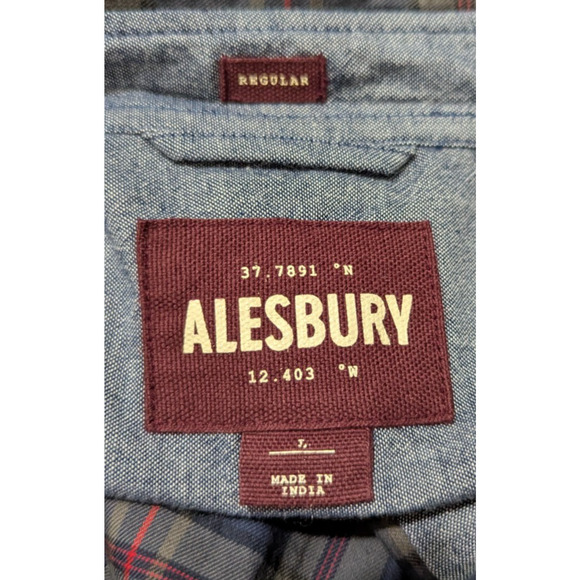 REGULAR
37.7891 °N
ALESBURY
12.403 °W
L
MADE IN
INDIA